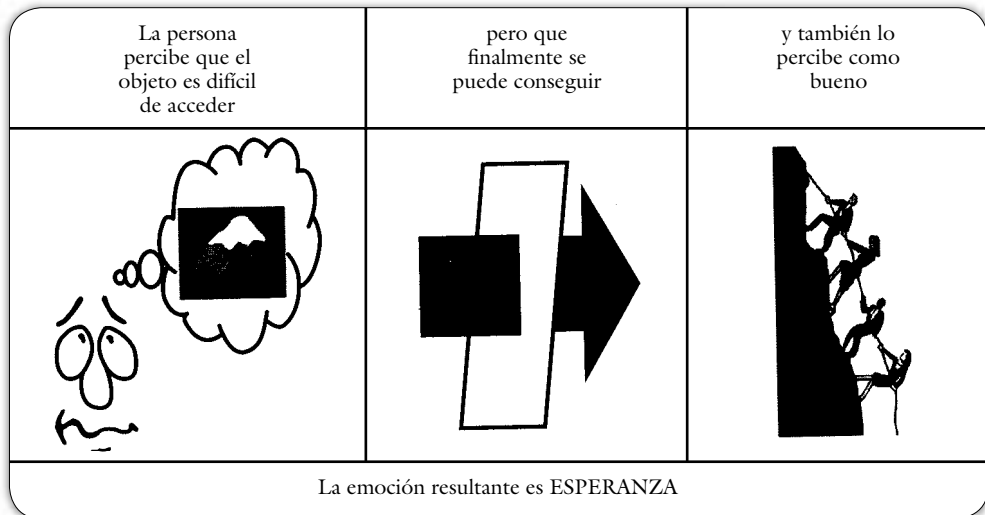 La persona
percibe que el
objeto es difícil
de acceder
pero que
finalmente se
puede conseguir
y también lo
percibe como
bueno
La emoción resultante es ESPERANZA